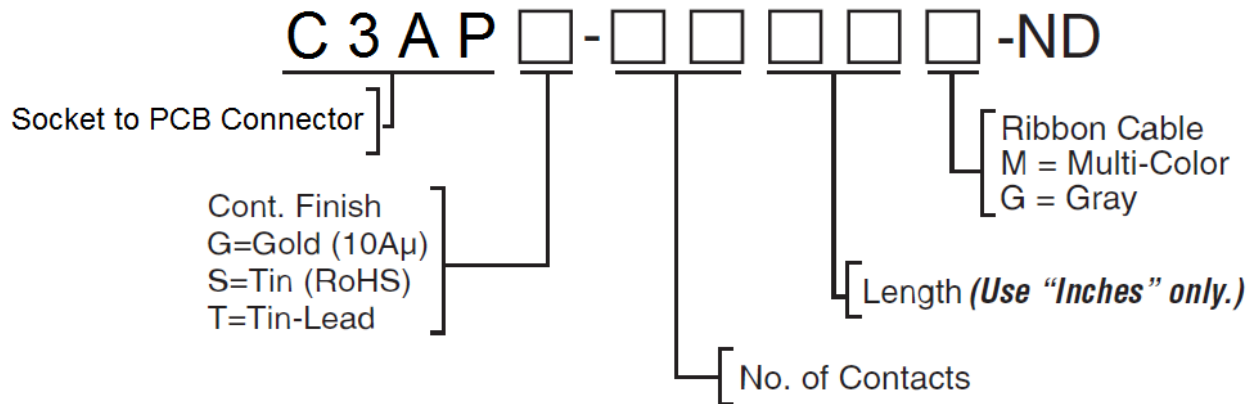 C 3 A P □ - □ □ □ □ □ -ND
Socket to PCB Connector
Ribbon Cable
M = Multi-Color
G = Gray
Cont. Finish
G=Gold (10Aµ)
S=Tin (RoHS)
T=Tin-Lead
Length (Use “Inches” only.)
No. of Contacts